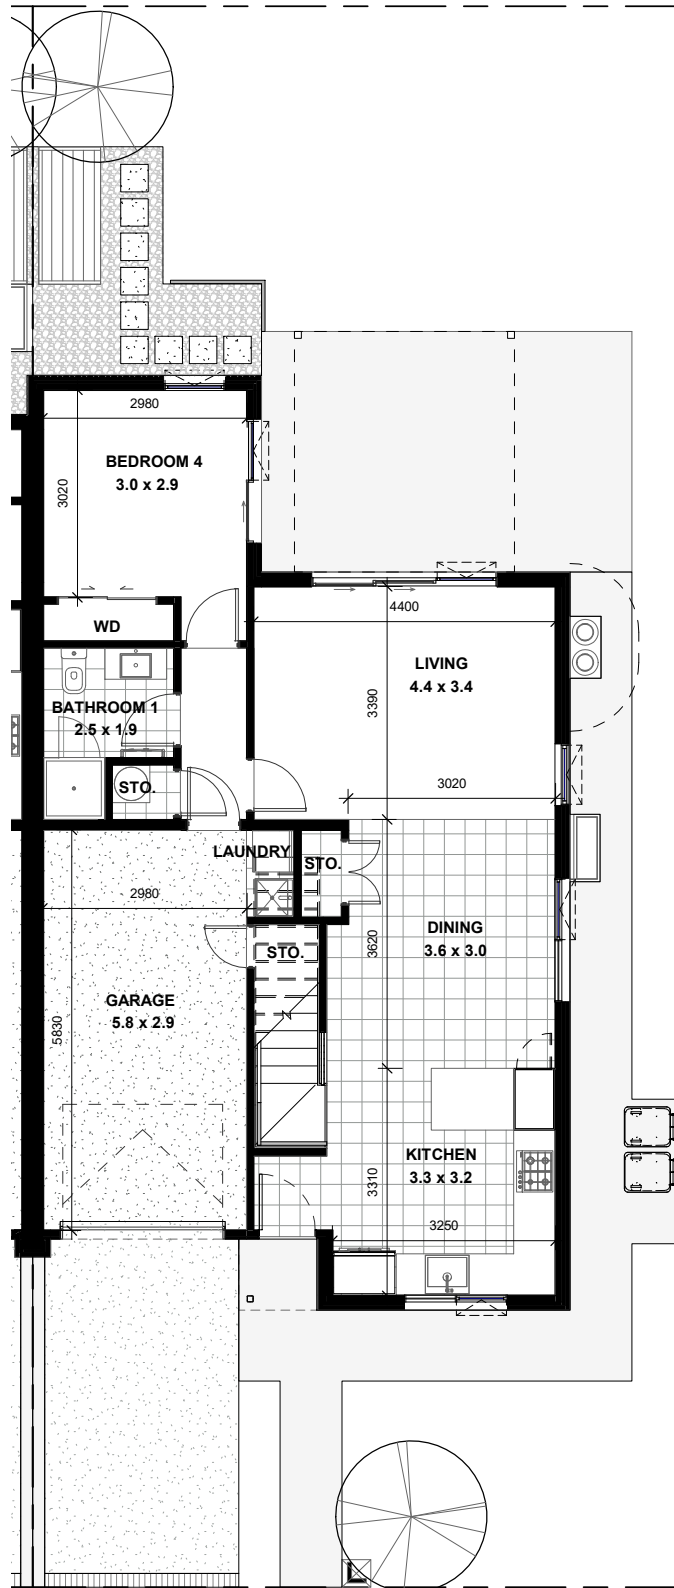 2980
BEDROOM 4
3.0 x 2.9
3020
WD
4400
LIVING
4.4 x 3.4
3390
BATHROOM 1
2.5 x 1.9
STO.
3020
LAUNDRY
STO.
2980
DINING
3.6 x 3.0
3620
STO.
GARAGE
5.8 x 2.9
5830
KITCHEN
3.3 x 3.2
3310
3250